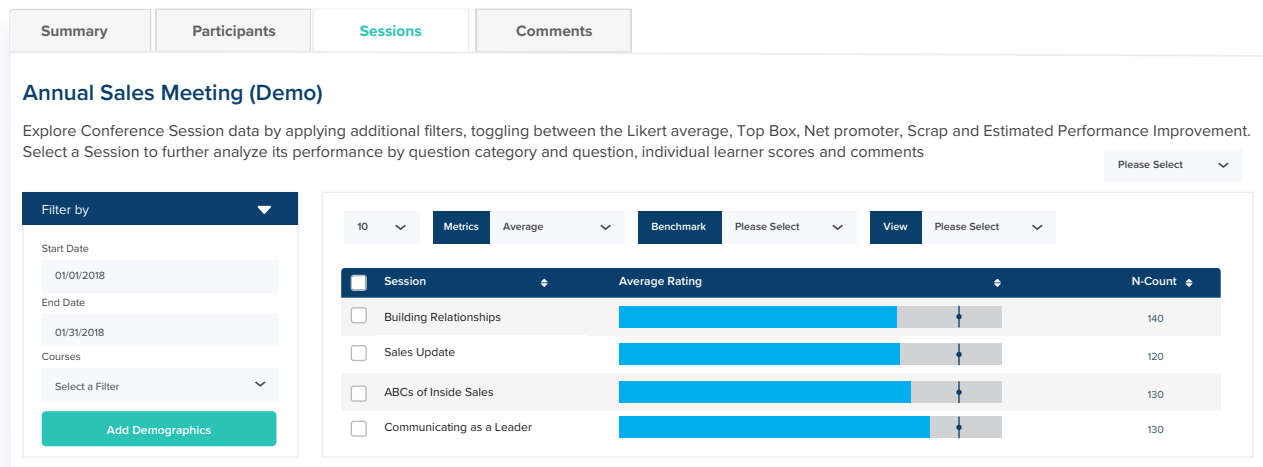 Summary
Participants
Sessions
Comments
Annual Sales Meeting (Demo)
Explore Conference Session data by applying additional filters, toggling between the Likert average, Top Box, Net promoter, Scrap and Estimated Performance Improvement.
Select a Session to further analyze its performance by question category and question, individual learner scores and comments
Please Select
Filter by
Start Date
01/01/2018
End Date
01/31/2018
Courses
Select a Filter
Add Demographics
10 Metrics Average Benchmark Please Select View Please Select
Session Average Rating N-Count
Building Relationships 140
Sales Update 120
ABCs of Inside Sales 130
Communicating as a Leader 130